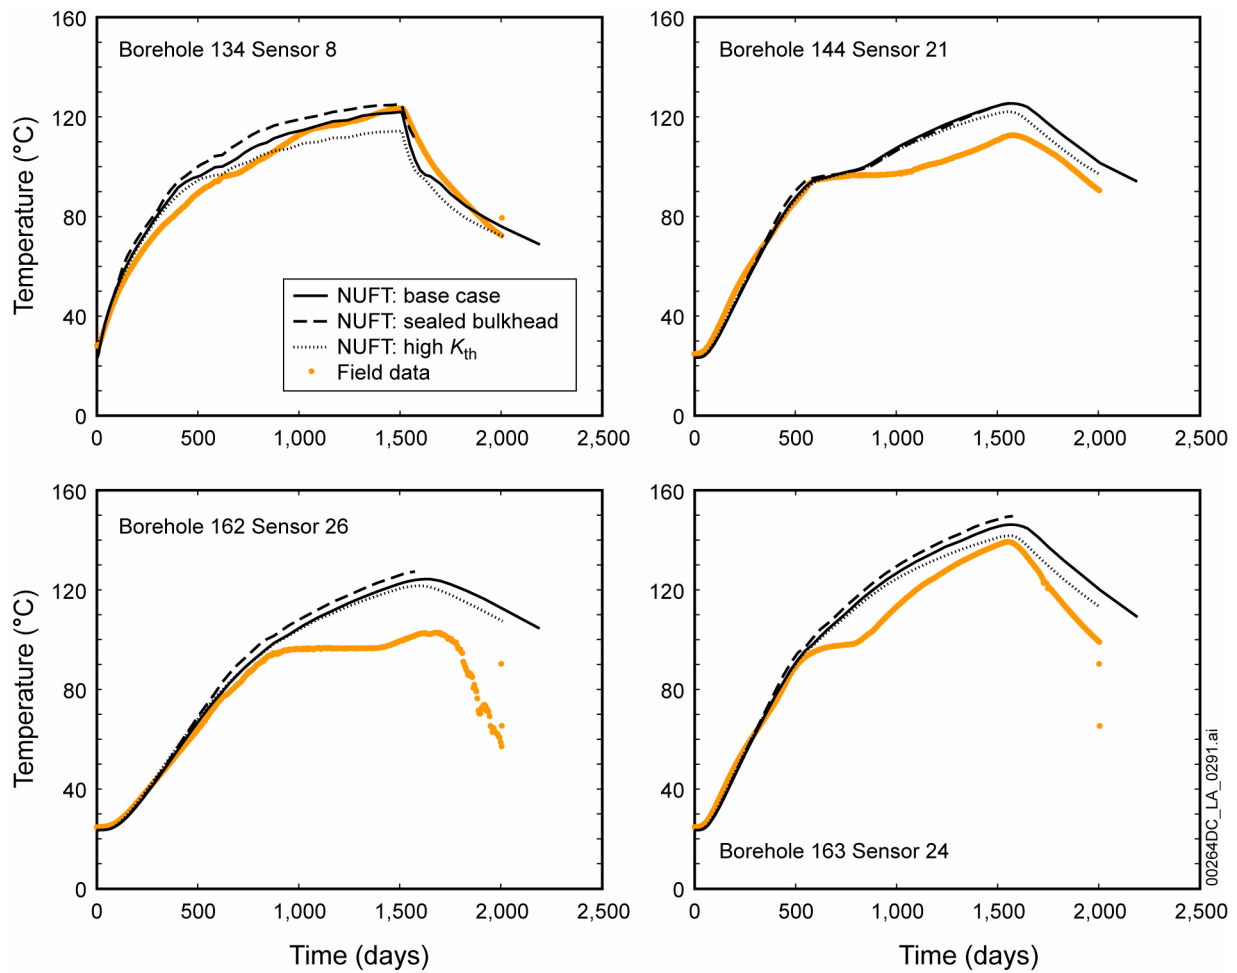 Borehole 134 Sensor 8
Temperature (°C)
160
120
80
40
0
NUFT: base case
NUFT: sealed bulkhead
NUFT: high Kth
Field data
0 500 1,000 1,500 2,000 2,500
Borehole 144 Sensor 21
160
120
80
40
0
0 500 1,000 1,500 2,000 2,500
Borehole 162 Sensor 26
Temperature (°C)
160
120
80
40
0
0 500 1,000 1,500 2,000 2,500
Time (days)
160
120
80
40
0
Borehole 163 Sensor 24
0 500 1,000 1,500 2,000 2,500
Time (days)
00264DC_LA_0291.ai